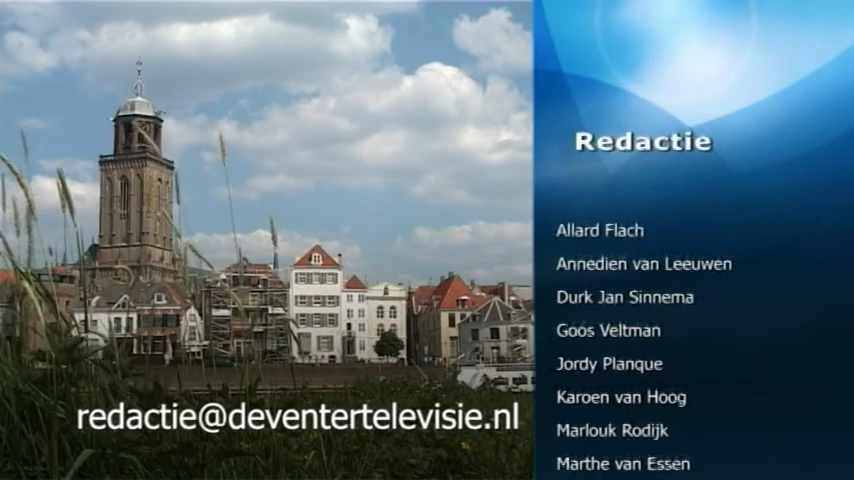 Redactie
Allard Flach
Annedien van Leeuwen
Durk Jan Sinnema
Goos Veltman
Jordy Planque
Karoen van Hoog
Marlouk Rodijk
Marthe van Essen
redactie@deventertelevisie.nl